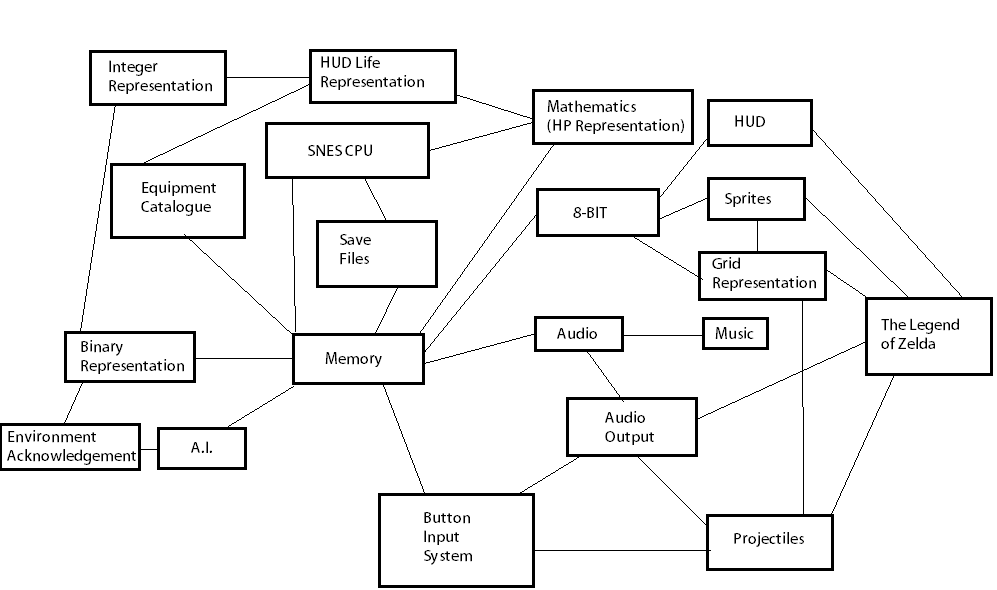 Integer
Representation
HUD Life
Representation
Mathematics
(HP Representation)
HUD
SNES CPU
Equipment
Catalogue
8-BIT
Sprites
Save
Files
Grid
Representation
Binary
Representation
Memory
Audio
Music
The Legend
of Zelda
Environment
Acknowledgement
A.I.
Audio
Output
Button
Input
System
Projectiles